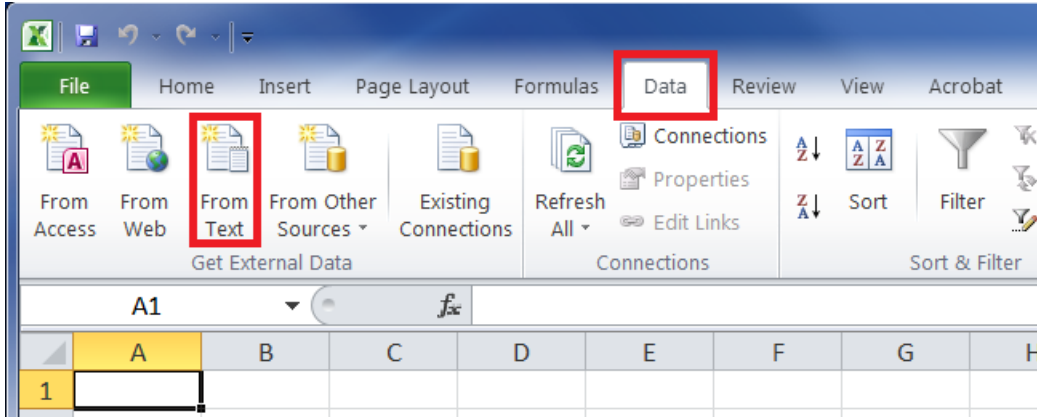 File Home Insert Page Layout Formulas Data Review View Acrobat
From Access
From Web
From Text
From Other Sources
Existing Connections
Refresh All
Connections
Properties
Edit Links
A Z
Z A
A Z
Z A
Sort
Filter
Get External Data Connections Sort & Filter
A1 fx
A B C D E F G
1